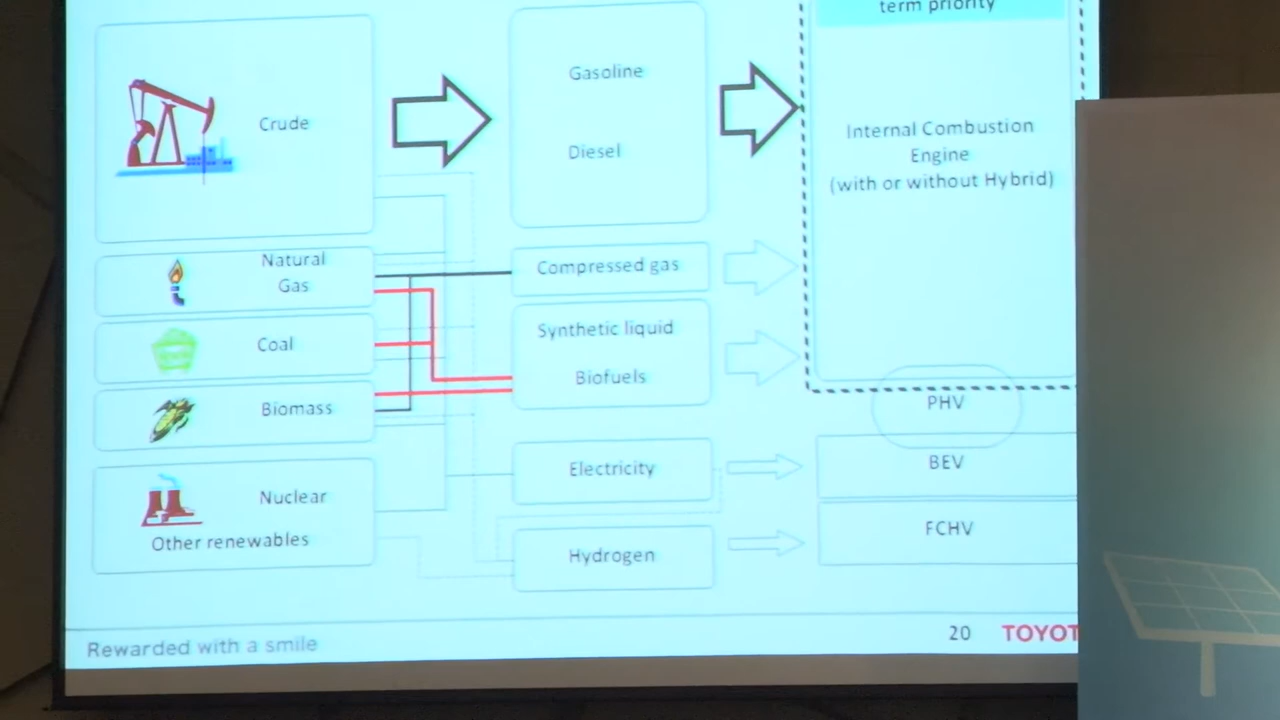 term priority
Crude
Gasoline
Diesel
Internal Combustion
Engine
(with or without Hybrid)
Natural
Gas
Compressed gas
Coal
Synthetic liquid
Biofuels
Biomass
PHV
Nuclear
Other renewables
Electricity
BEV
Hydrogen
FCHV
Rewarded with a smile
20
TOYOT